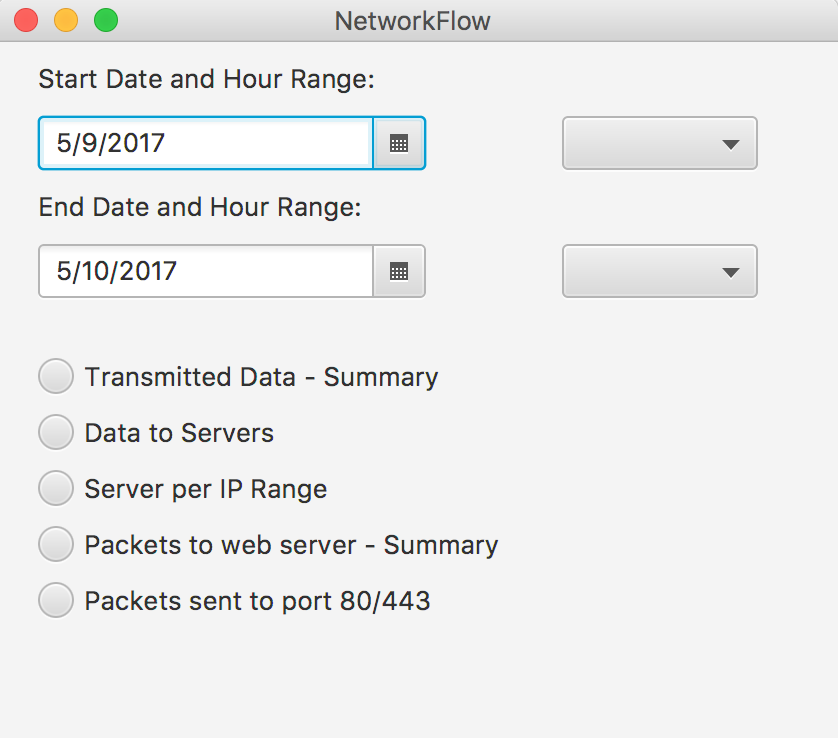 NetworkFlow
Start Date and Hour Range:
5/9/2017
End Date and Hour Range:
5/10/2017
Transmitted Data - Summary
Data to Servers
Server per IP Range
Packets to web server - Summary
Packets sent to port 80/443